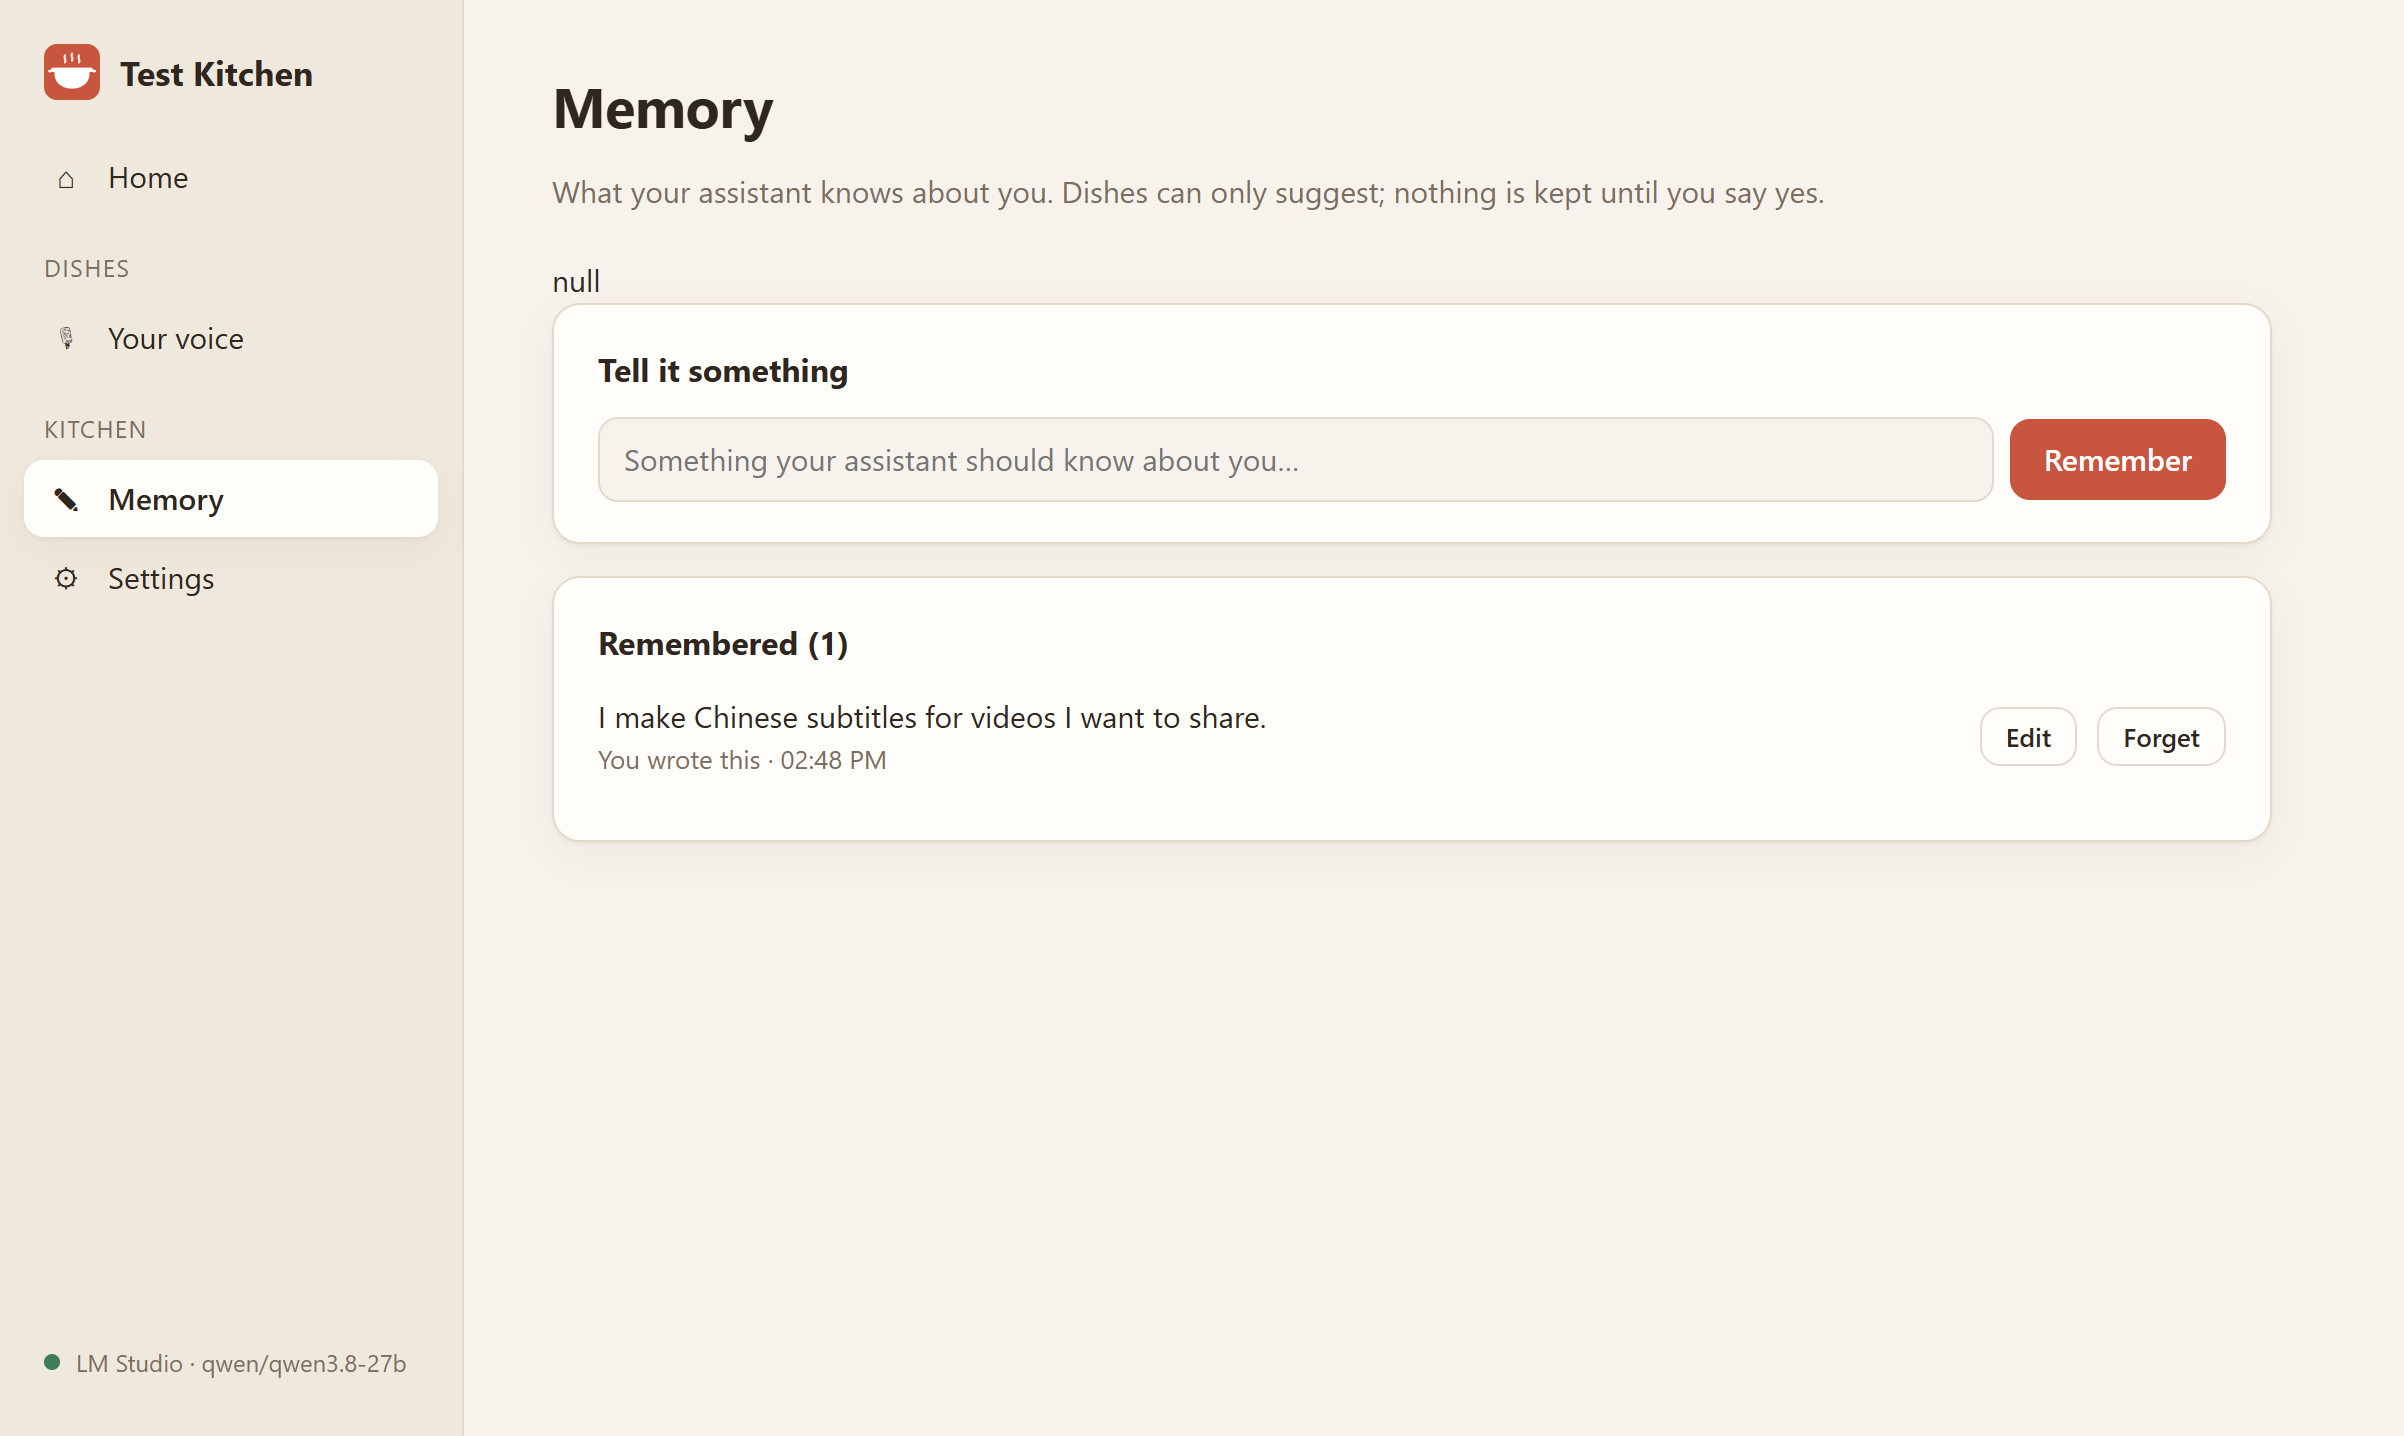 Test Kitchen
Home
DISHES
Your voice
KITCHEN
Memory
Settings
LM Studio · qwen/qwen3.8-27b
Memory
What your assistant knows about you. Dishes can only suggest; nothing is kept until you say yes.
null
Tell it something
Something your assistant should know about you...
Remember
Remembered (1)
I make Chinese subtitles for videos I want to share.
You wrote this · 02:48 PM
Edit
Forget